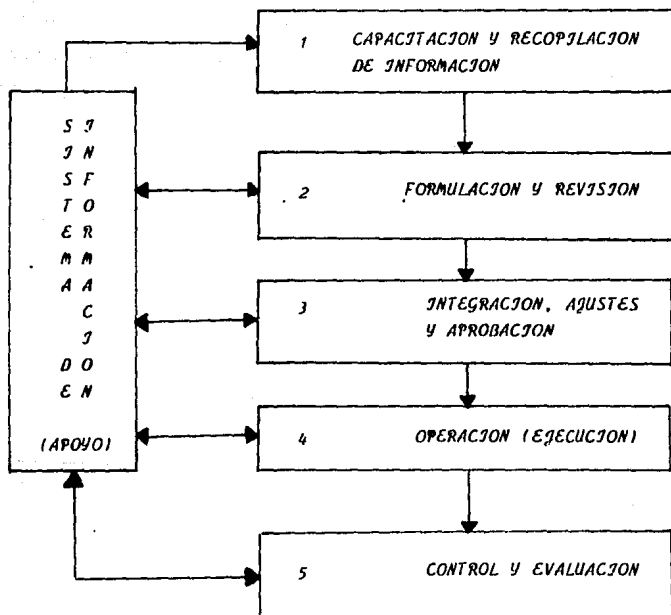 1 CAPACITACION Y RECOPILACION
DE INFORMACION
SISTEMA DE
INFORMACION
(APOYO)
2 FORMULACION Y REVISION
3 INTEGRACION, AJUSTES
Y APROBACION
4 OPERACION (EJECUCION)
5 CONTROL Y EVALUACION